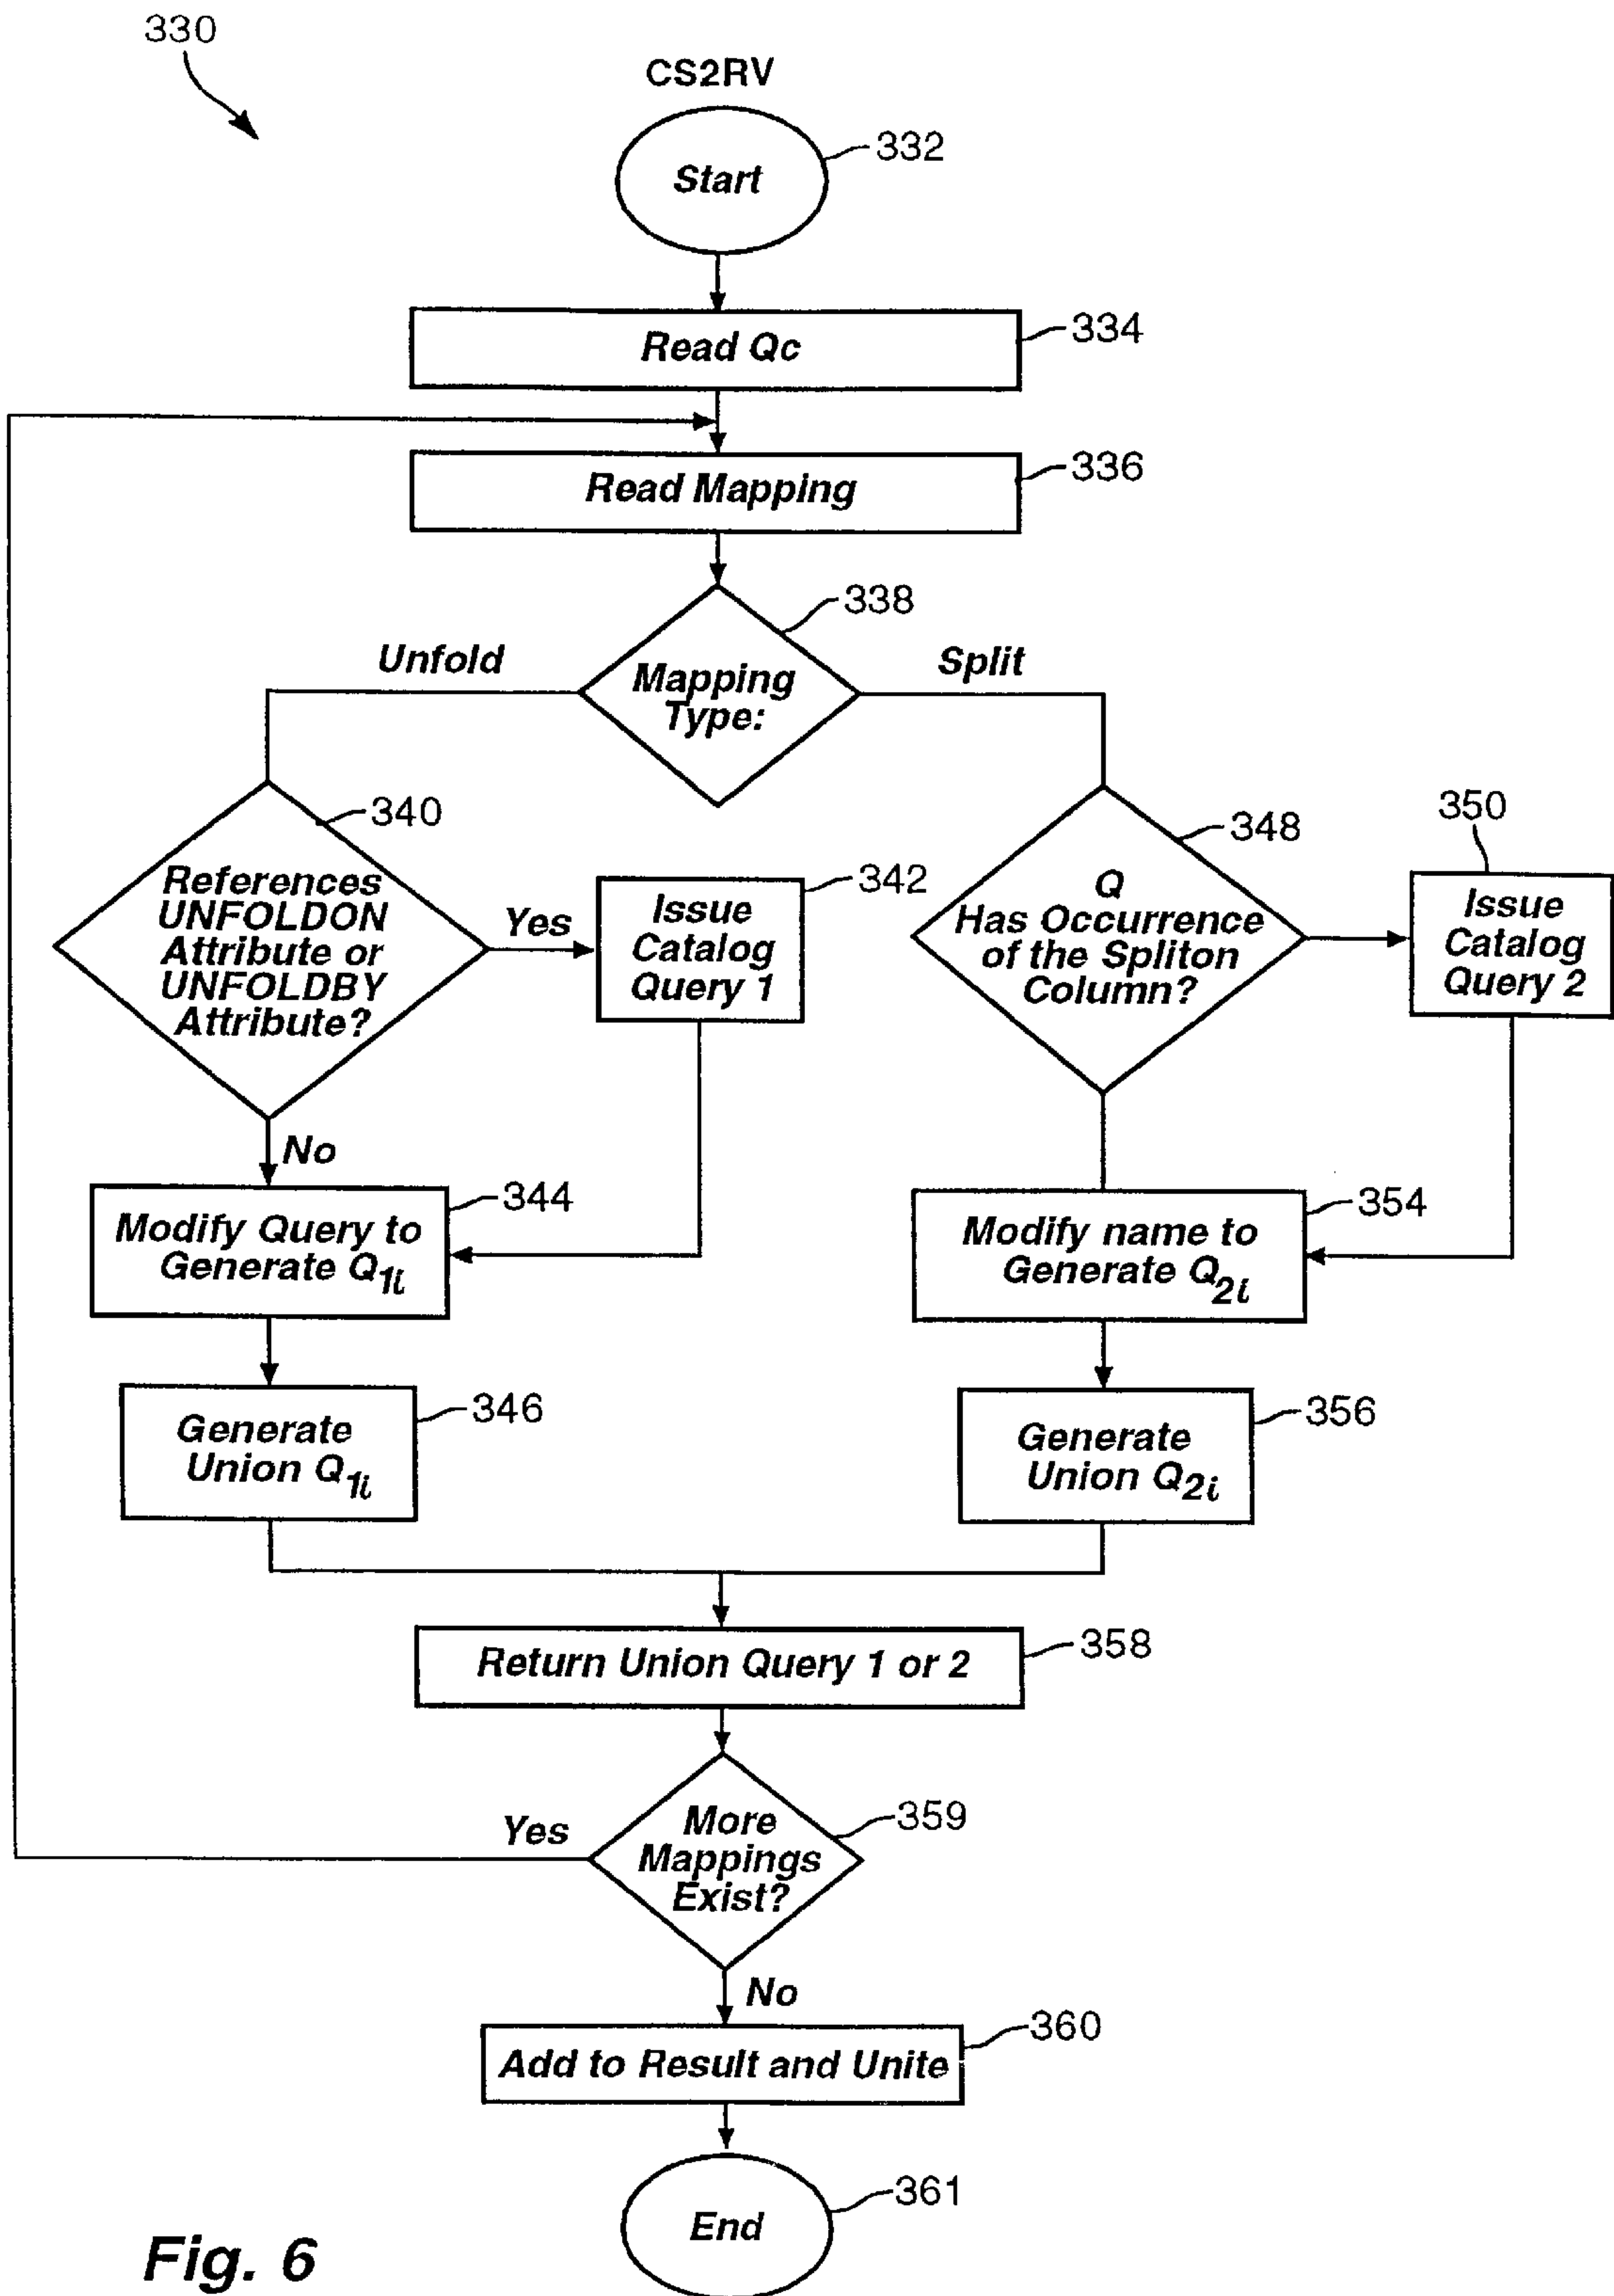 330
CS2RV
Start
332
Read Qc
334
Read Mapping
336
338
Unfold
Mapping
Type:
Split
340
References
UNFOLDON
Attribute or
UNFOLDBY
Attribute?
Yes
342
Issue
Catalog
Query 1
348
Q
Has Occurrence
of the Spliton
Column?
350
Issue
Catalog
Query 2
No
344
Modify Query to
Generate Q1i
354
Modify name to
Generate Q2i
346
Generate
Union Q1i
356
Generate
Union Q2i
Return Union Query 1 or 2
358
Yes
More
Mappings
Exist?
359
No
Add to Result and Unite
360
End
361
Fig. 6